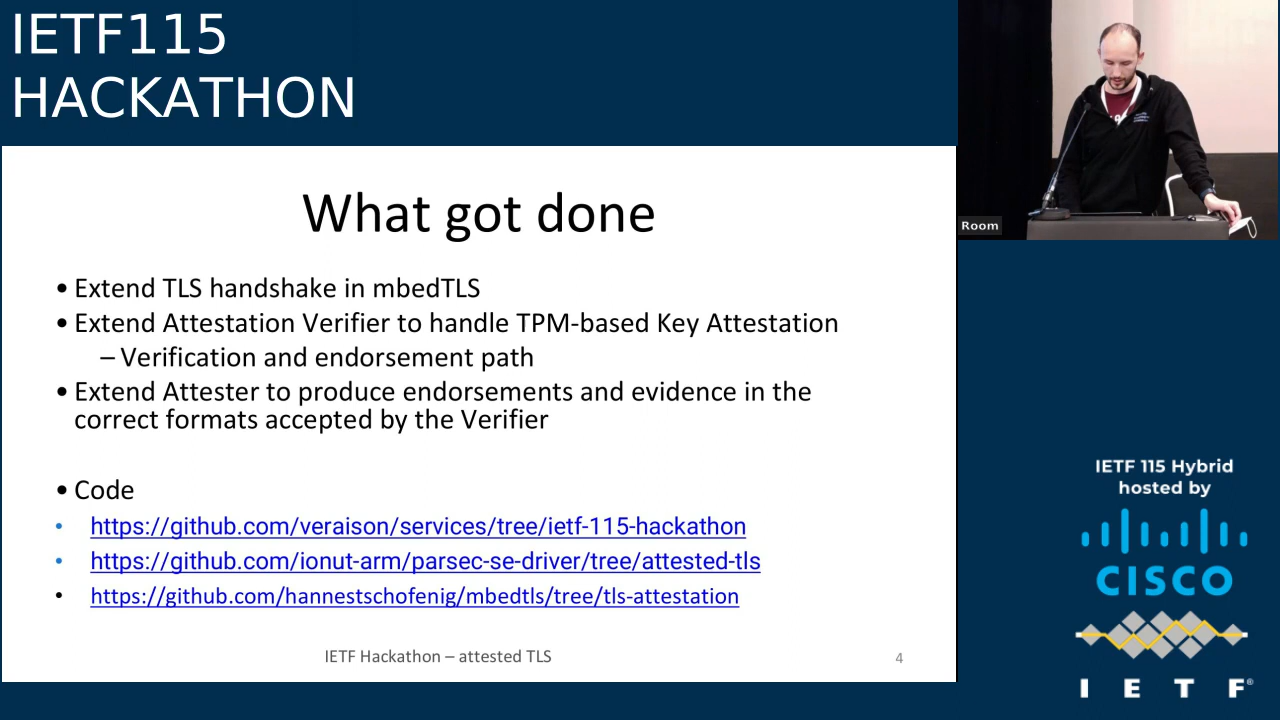 IETF115
HACKATHON
What got done
• Extend TLS handshake in mbedTLS
• Extend Attestation Verifier to handle TPM-based Key Attestation
– Verification and endorsement path
• Extend Attester to produce endorsements and evidence in the
correct formats accepted by the Verifier
• Code
• https://github.com/veraison/services/tree/ietf-115-hackathon
• https://github.com/ionut-arm/parsec-se-driver/tree/attested-tls
• https://github.com/hannestschofenig/mbedtls/tree/tls-attestation
IETF Hackathon – attested TLS
4
Room
IETF 115 Hybrid
hosted by
CISCO
I E T F®